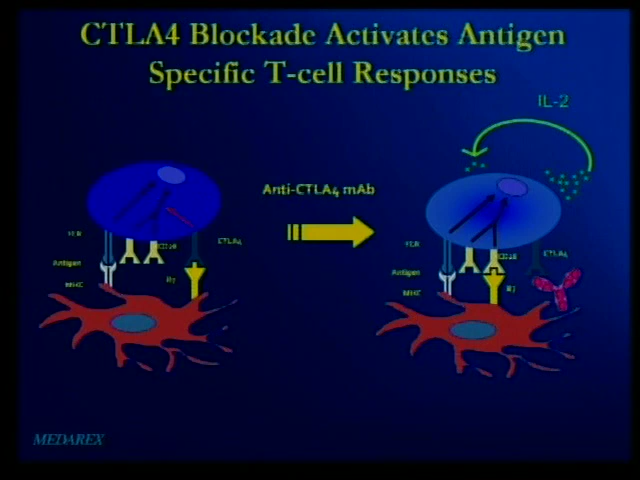 CTLA4 Blockade Activates Antigen
Specific T-cell Responses
IL-2
Anti-CTLA4 mAb
TCR
CD28
CTLA4
Antigen
MHC
B7
TCR
CD28
CTLA4
Antigen
MHC
B7
MEDAREX